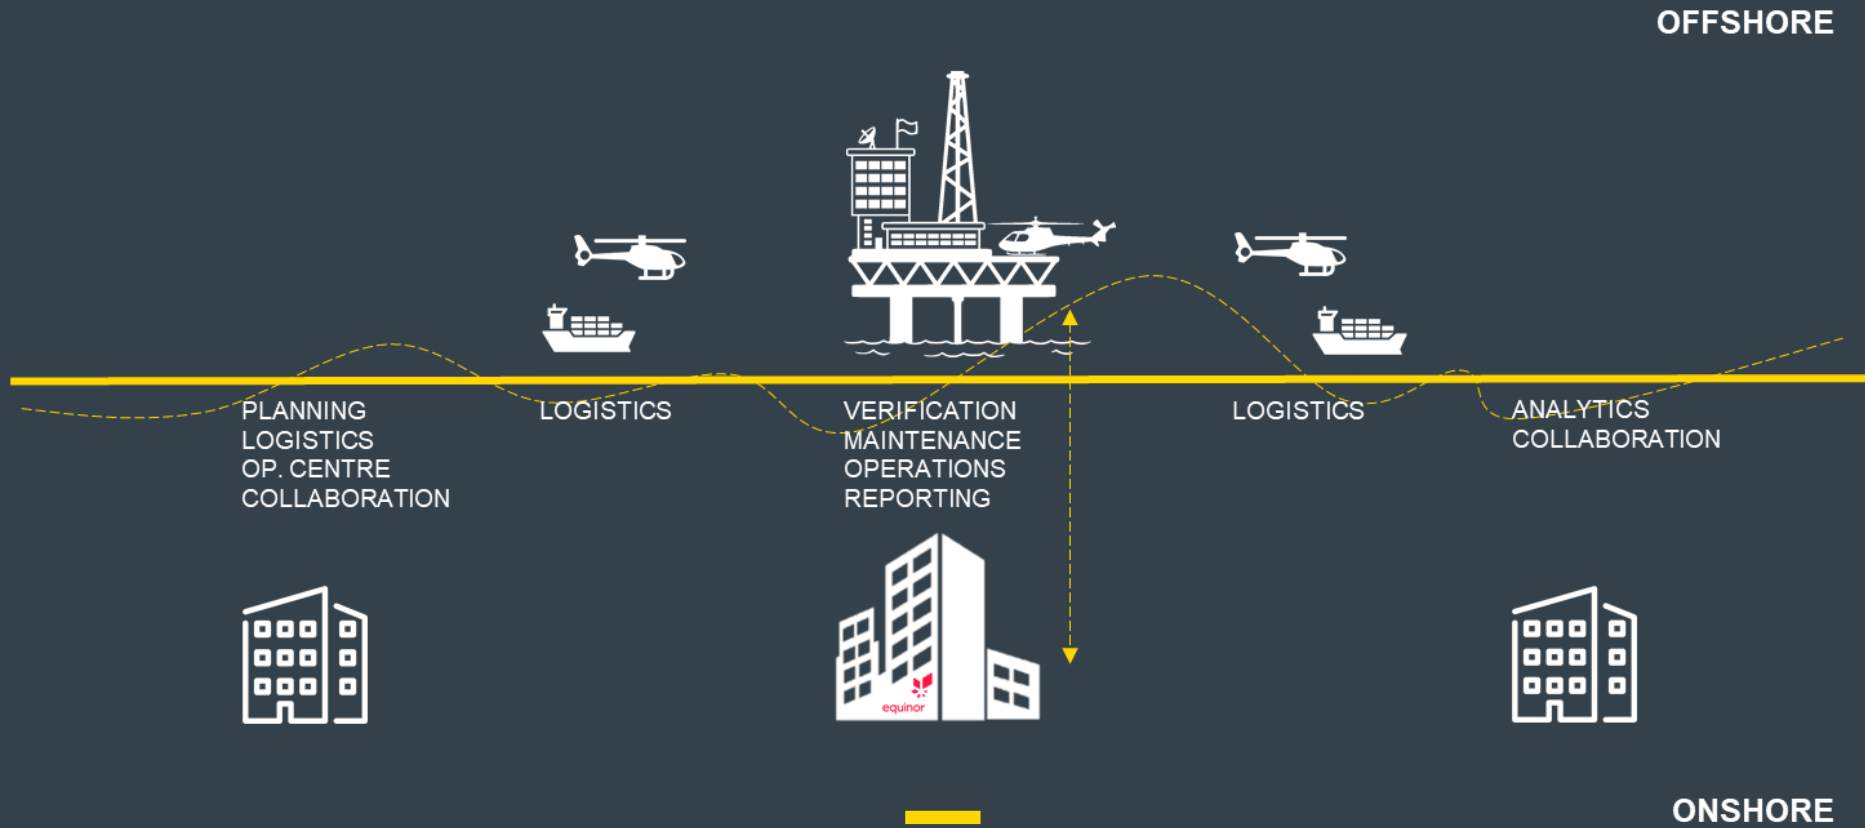 OFFSHORE
PLANNING
LOGISTICS
OP. CENTRE
COLLABORATION
LOGISTICS
VERIFICATION
MAINTENANCE
OPERATIONS
REPORTING
LOGISTICS
ANALYTICS
COLLABORATION
equinor
ONSHORE